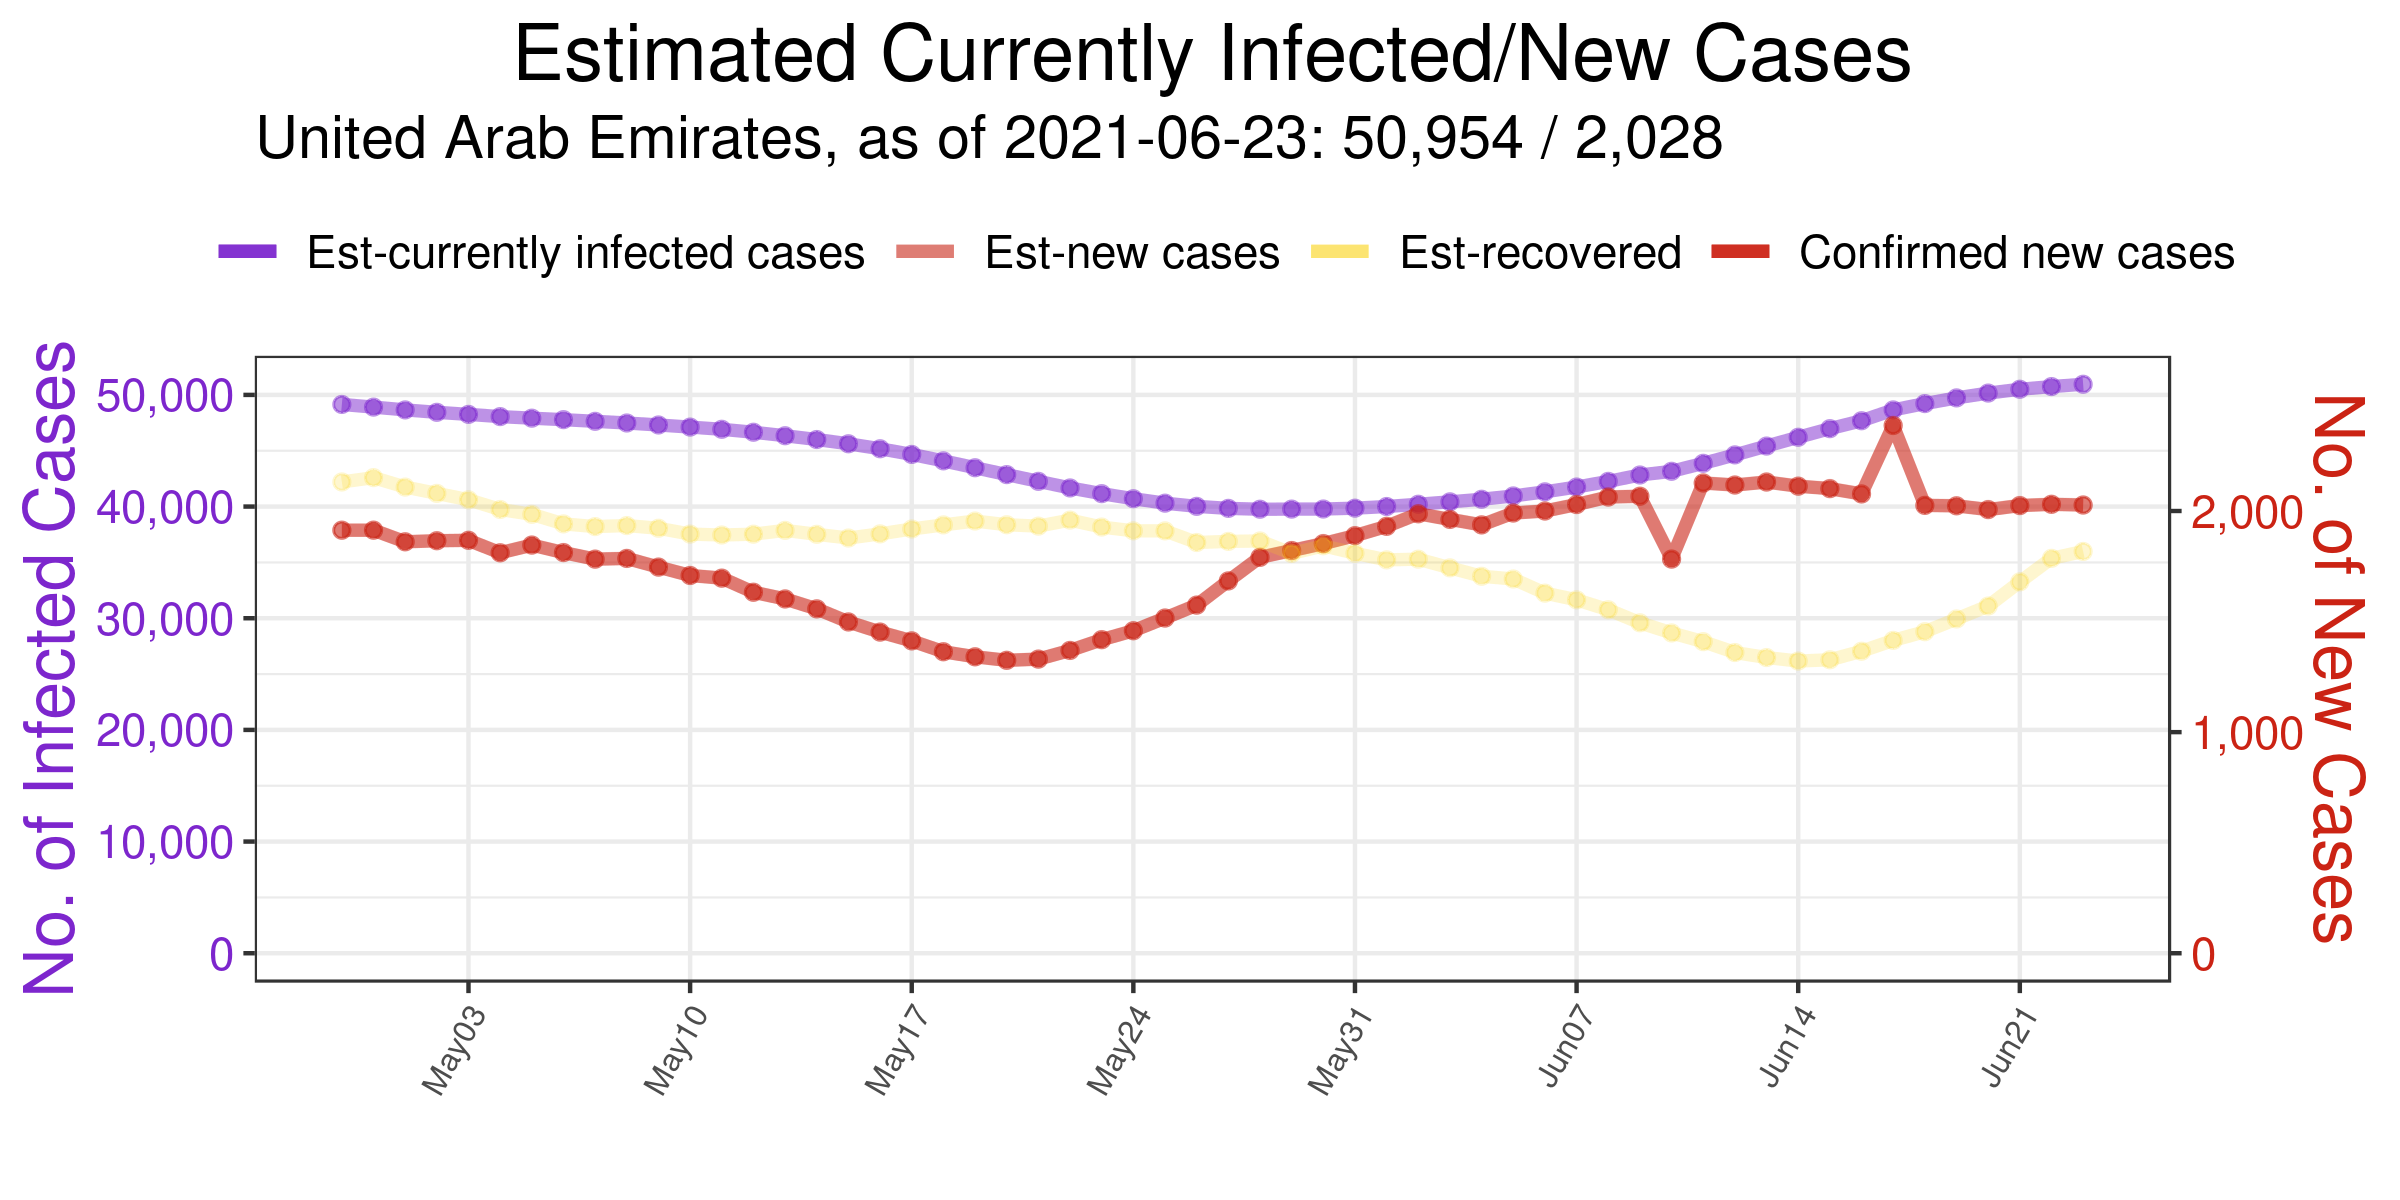 Estimated Currently Infected/New Cases
United Arab Emirates, as of 2021-06-23: 50,954 / 2,028
Est-currently infected cases
Est-new cases
Est-recovered
Confirmed new cases
No. of Infected Cases
50,000
40,000
30,000
20,000
10,000
0
2,000
1,000
0
No. of New Cases
May03
May10
May17
May24
May31
Jun07
Jun14
Jun21